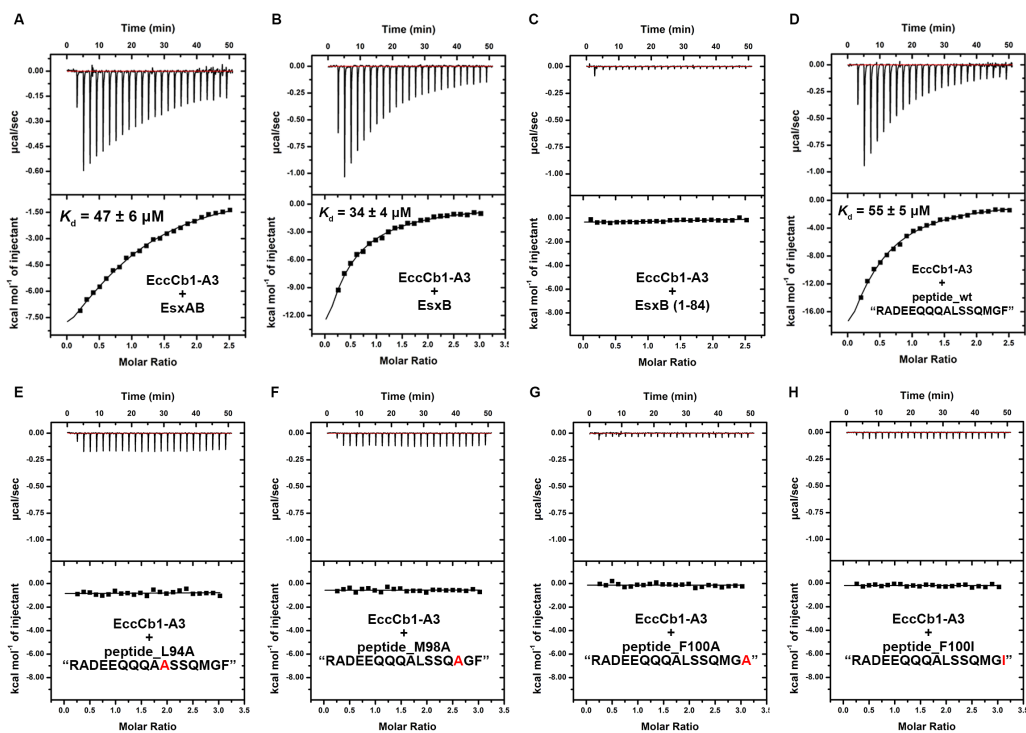 A
Time (min)
0 10 20 30 40 50
0.00
-0.15
-0.30
-0.45
-0.60
µcal/sec
Kd = 47 ± 6 µM
-1.50
-3.00
-4.50
-6.00
-7.50
kcal mol-1 of injectant
EccCb1-A3
+
EsxAB
0.0 0.5 1.0 1.5 2.0 2.5
Molar Ratio
B
Time (min)
0 10 20 30 40 50
0.00
-0.25
-0.50
-0.75
-1.00
µcal/sec
Kd = 34 ± 4 µM
0.00
-3.00
-6.00
-9.00
-12.00
kcal mol-1 of injectant
EccCb1-A3
+
EsxB
0.0 0.5 1.0 1.5 2.0 2.5 3.0 3.5
Molar Ratio
C
Time (min)
0 10 20 30 40 50
0.00
-0.50
-1.00
-1.50
-2.00
µcal/sec
0.00
-2.00
-4.00
-6.00
-8.00
kcal mol-1 of injectant
EccCb1-A3
+
EsxB (1-84)
0.0 0.5 1.0 1.5 2.0 2.5
Molar Ratio
D
Time (min)
0 10 20 30 40 50
0.00
-0.40
-0.80
-1.20
µcal/sec
Kd = 55 ± 5 µM
0.00
-4.00
-8.00
-12.00
-16.00
kcal mol-1 of injectant
EccCb1-A3
+
peptide_wt
“RADEEQQQALSSQMGF”
0.0 0.5 1.0 1.5 2.0 2.5
Molar Ratio
E
Time (min)
0 10 20 30 40 50
0.00
-0.25
-0.50
-0.75
-1.00
µcal/sec
0.00
-2.00
-4.00
-6.00
-8.00
kcal mol-1 of injectant
EccCb1-A3
+
peptide_L94A
“RADEEQQQAASSQMGF”
0.0 0.5 1.0 1.5 2.0 2.5 3.0 3.5
Molar Ratio
F
Time (min)
0 10 20 30 40 50
0.00
-0.25
-0.50
-0.75
-1.00
µcal/sec
0.00
-2.00
-4.00
-6.00
-8.00
kcal mol-1 of injectant
EccCb1-A3
+
peptide_M98A
“RADEEQQQALSSQAGF”
0.0 0.5 1.0 1.5 2.0 2.5 3.0 3.5
Molar Ratio
G
Time (min)
0 10 20 30 40 50
0.00
-0.25
-0.50
-0.75
-1.00
µcal/sec
0.00
-2.00
-4.00
-6.00
-8.00
kcal mol-1 of injectant
EccCb1-A3
+
peptide_F100A
“RADEEQQQALSSQMGA”
0.0 0.5 1.0 1.5 2.0 2.5 3.0 3.5
Molar Ratio
H
Time (min)
0 10 20 30 40 50
0.00
-0.25
-0.50
-0.75
-1.00
µcal/sec
0.00
-2.00
-4.00
-6.00
-8.00
kcal mol-1 of injectant
EccCb1-A3
+
peptide_F100I
“RADEEQQQALSSQMGI”
0.0 0.5 1.0 1.5 2.0 2.5 3.0 3.5
Molar Ratio